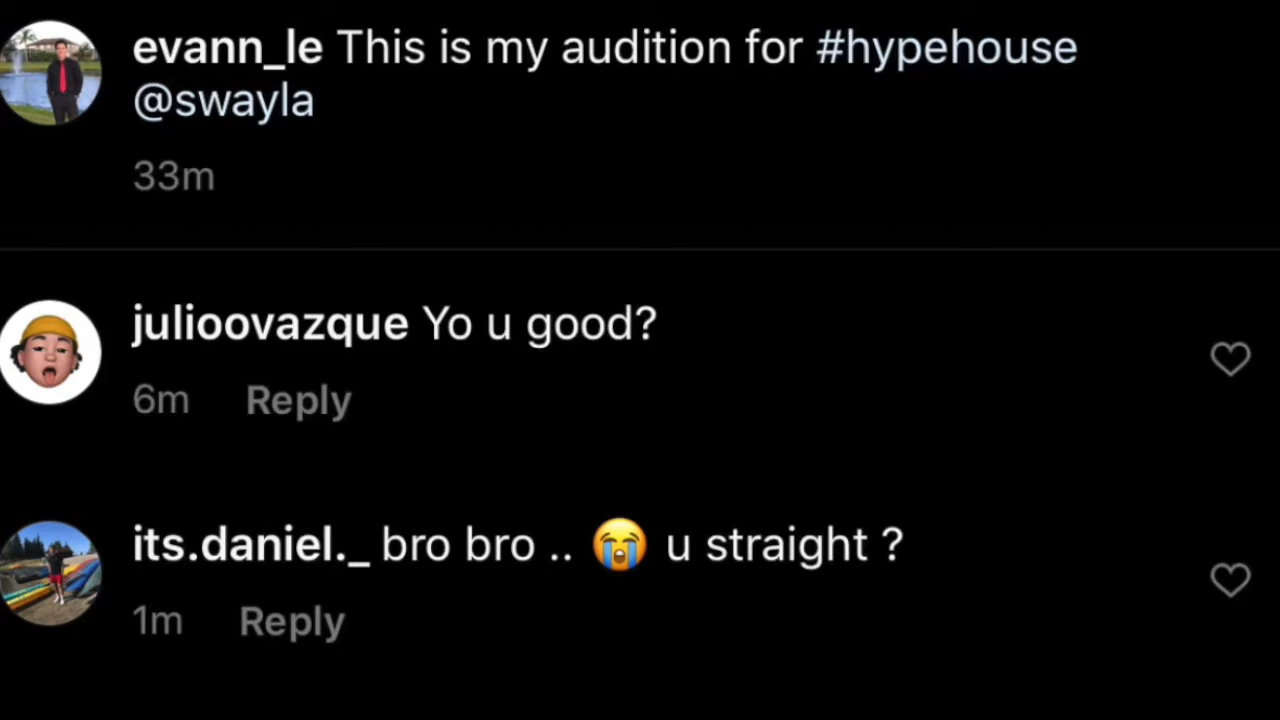 evann_le This is my audition for #hypehouse
@swayla
33m
julioovazque Yo u good?
6m Reply
its.daniel._ bro bro .. 😭 u straight ?
1m Reply